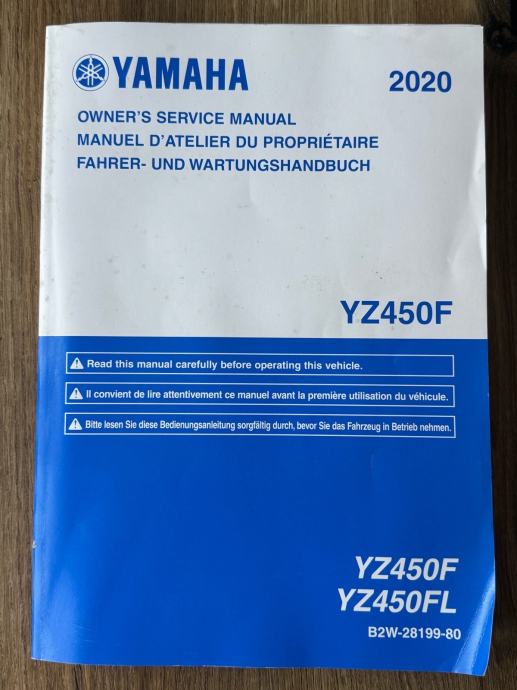 YAMAHA
2020
OWNER'S SERVICE MANUAL
MANUEL D'ATELIER DU PROPRIÉTAIRE
FAHRER- UND WARTUNGSHANDBUCH
YZ450F
Read this manual carefully before operating this vehicle.
Il convient de lire attentivement ce manuel avant la première utilisation du véhicule.
Bitte lesen Sie diese Bedienungsanleitung sorgfältig durch, bevor Sie das Fahrzeug in Betrieb nehmen.
YZ450F
YZ450FL
B2W-28199-80